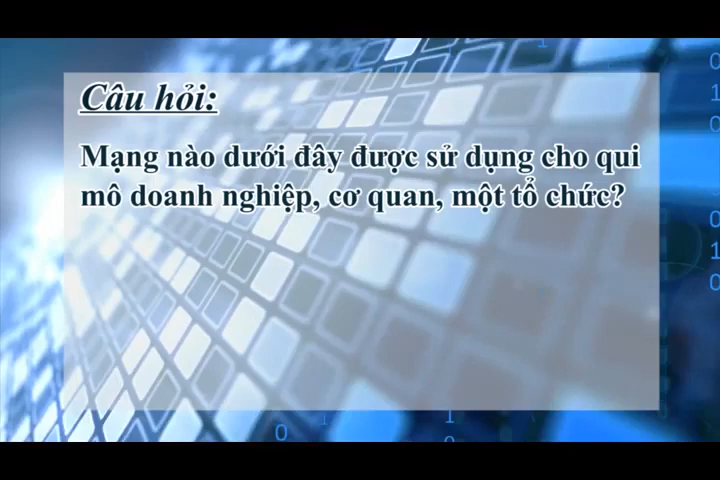 Câu hỏi:
Mạng nào dưới đây được sử dụng cho qui
mô doanh nghiệp, cơ quan, một tổ chức?